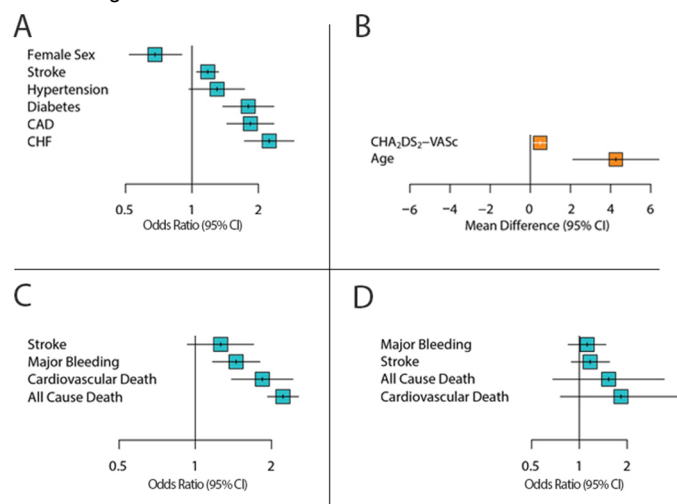 A
Female Sex
Stroke
Hypertension
Diabetes
CAD
CHF
0.5 1 2
Odds Ratio (95% CI)
B
CHA₂DS₂–VASc
Age
−6 −4 −2 0 2 4 6
Mean Difference (95% CI)
C
Stroke
Major Bleeding
Cardiovascular Death
All Cause Death
0.5 1 2
Odds Ratio (95% CI)
D
Major Bleeding
Stroke
All Cause Death
Cardiovascular Death
0.5 1 2
Odds Ratio (95% CI)